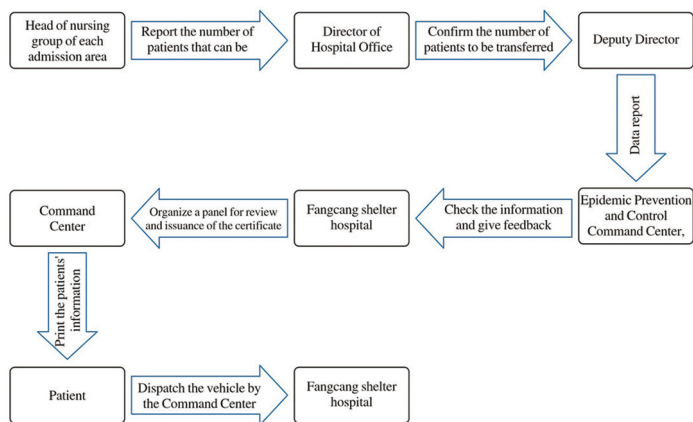 Head of nursing
group of each
admission area
Report the number of
patients that can be
Director of
Hospital Office
Confirm the number of
patients to be transferred
Deputy Director
Data report
Epidemic Prevention
and Control
Command Center,
Check the information
and give feedback
Fangcang shelter
hospital
Organize a panel for review
and issuance of the certificate
Command
Center
Print the patients'
information
Patient
Dispatch the vehicle by
the Command Center
Fangcang shelter
hospital